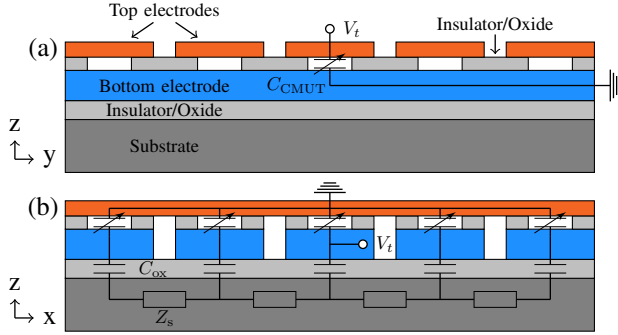 Top electrodes
Insulator/Oxide
(a)
V_t
Bottom electrode
C_CMUT
Insulator/Oxide
Substrate
z
y
(b)
V_t
C_ox
z
x
Z_s